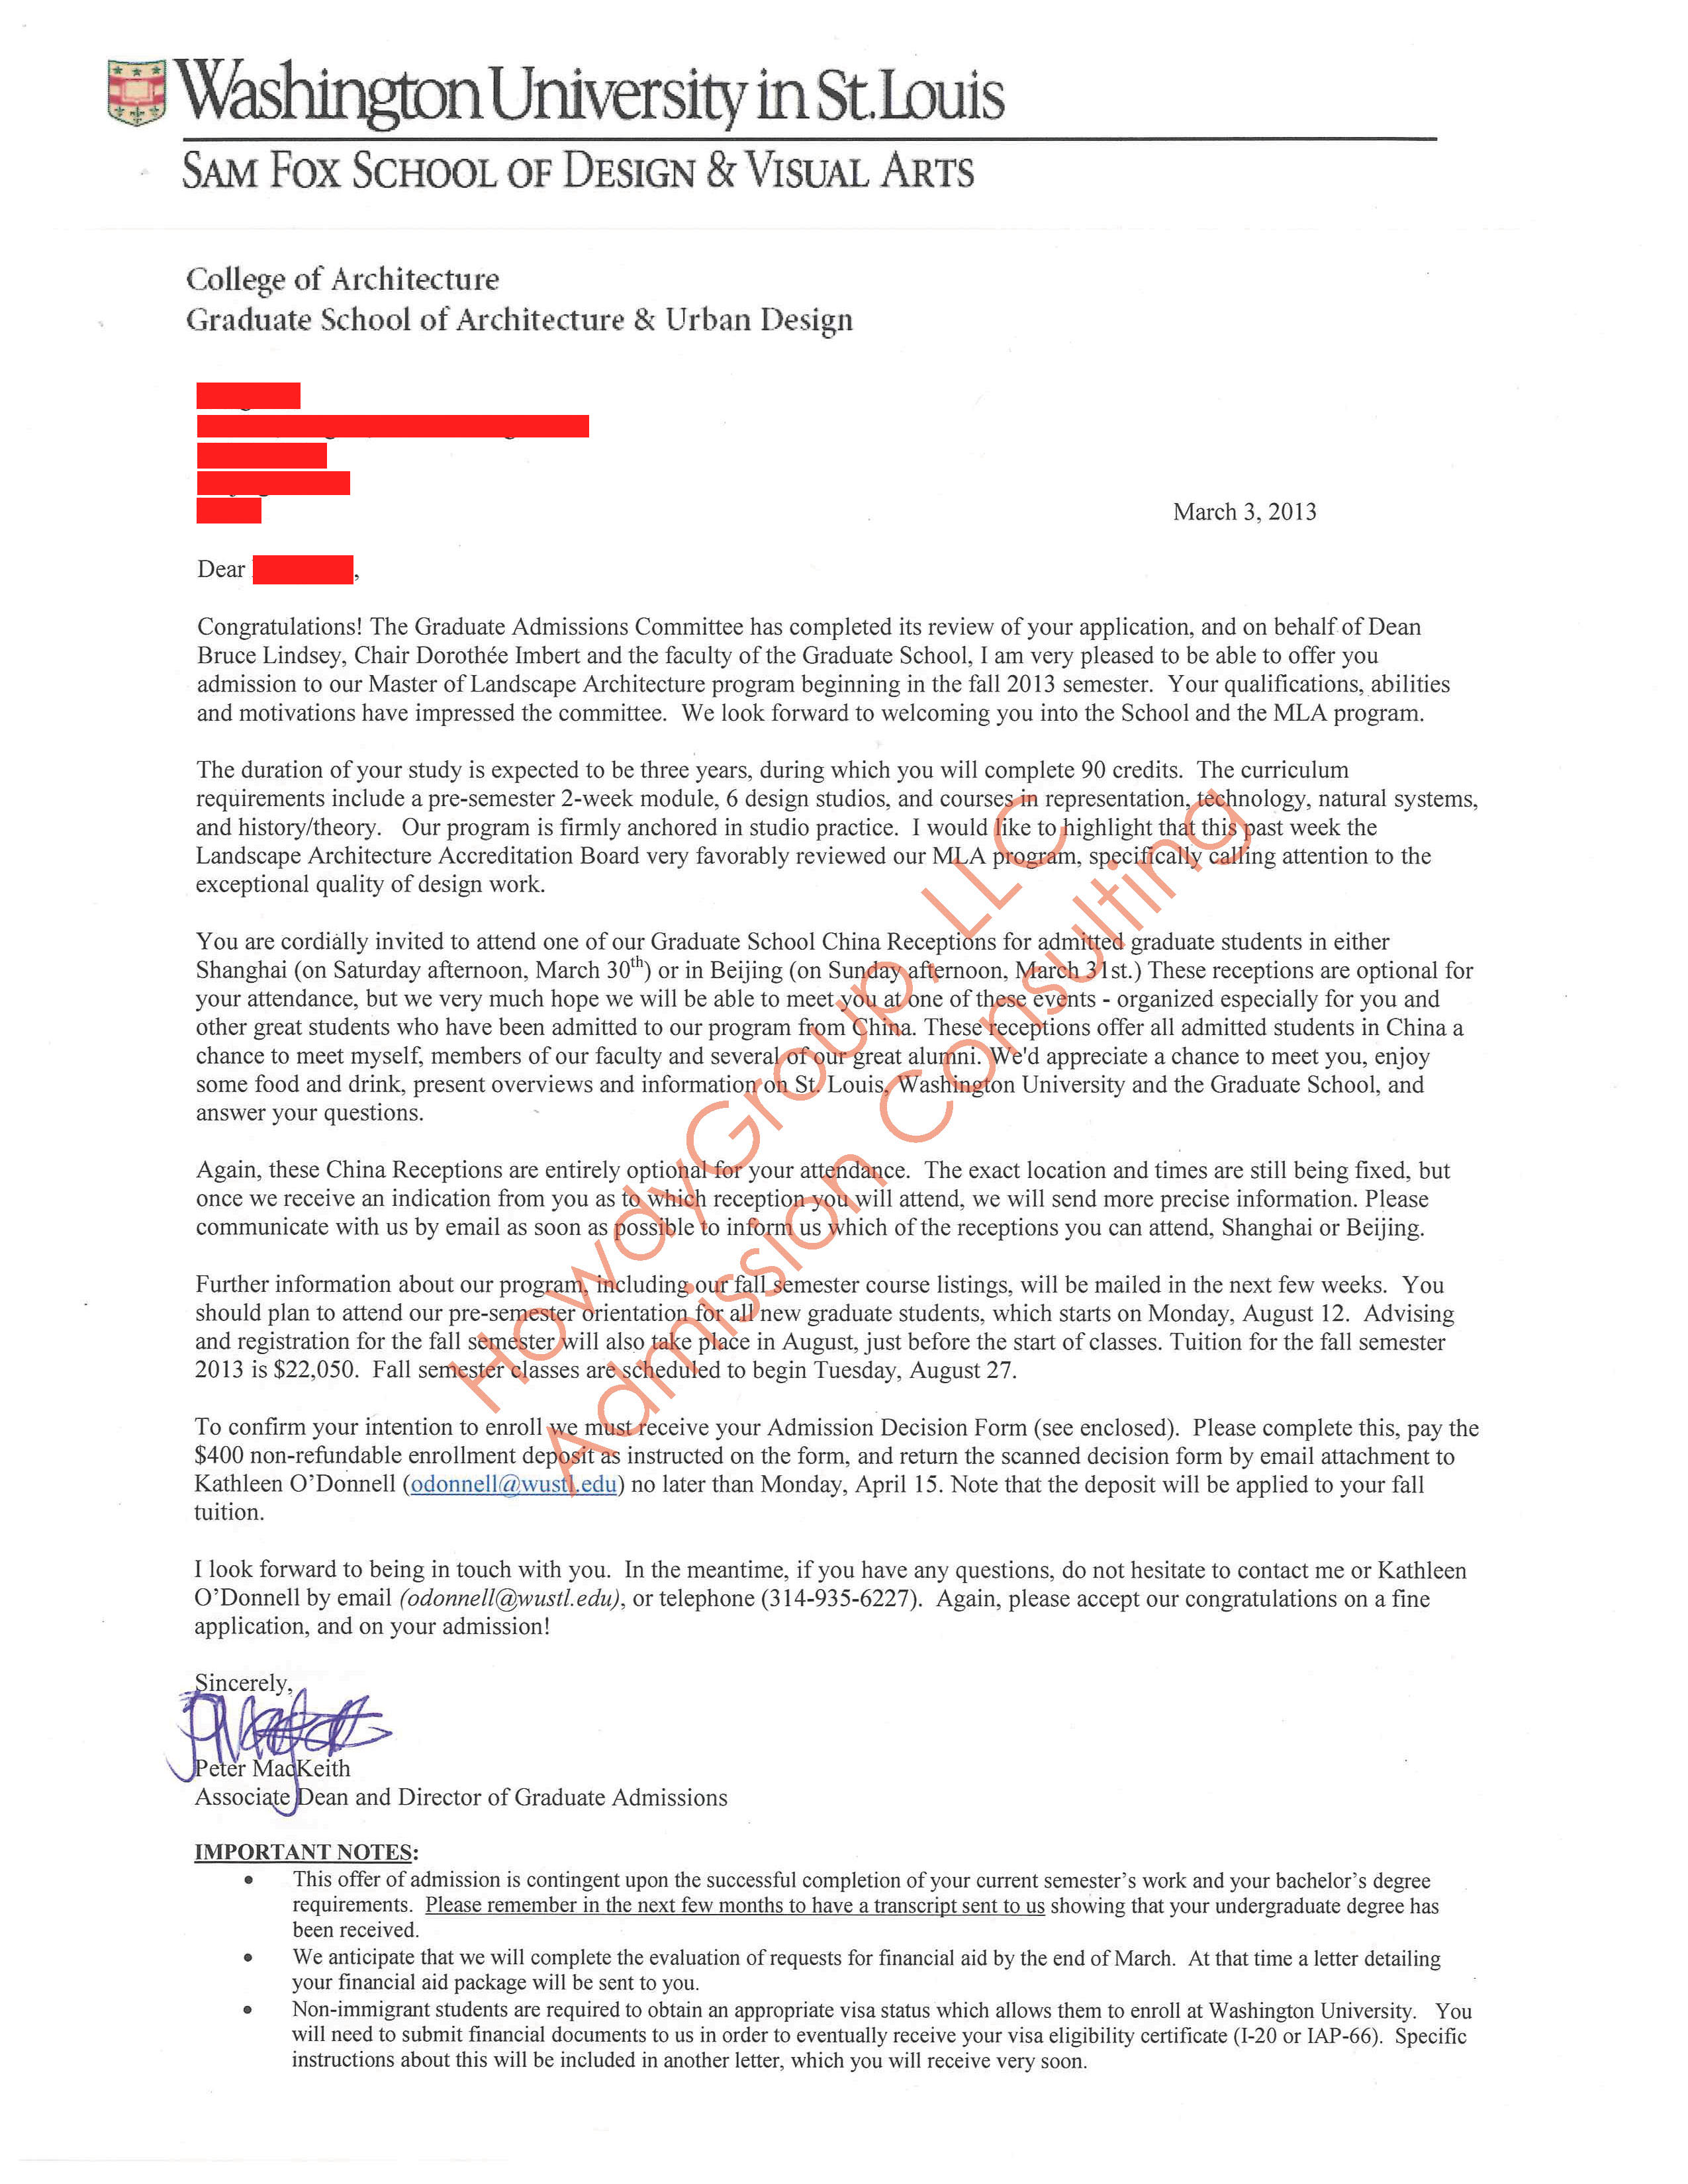 Washington University in St. Louis
SAM FOX SCHOOL OF DESIGN & VISUAL ARTS
College of Architecture
Graduate School of Architecture & Urban Design
March 3, 2013
Dear ,
Congratulations! The Graduate Admissions Committee has completed its review of your application, and on behalf of Dean
Bruce Lindsey, Chair Dorothée Imbert and the faculty of the Graduate School, I am very pleased to be able to offer you
admission to our Master of Landscape Architecture program beginning in the fall 2013 semester. Your qualifications, abilities
and motivations have impressed the committee. We look forward to welcoming you into the School and the MLA program.
The duration of your study is expected to be three years, during which you will complete 90 credits. The curriculum
requirements include a pre-semester 2-week module, 6 design studios, and courses in representation, technology, natural systems,
and history/theory. Our program is firmly anchored in studio practice. I would like to highlight that this past week the
Landscape Architecture Accreditation Board very favorably reviewed our MLA program, specifically calling attention to the
exceptional quality of design work.
You are cordially invited to attend one of our Graduate School China Receptions for admitted graduate students in either
Shanghai (on Saturday afternoon, March 30th) or in Beijing (on Sunday afternoon, March 31st.) These receptions are optional for
your attendance, but we very much hope we will be able to meet you at one of these events - organized especially for you and
other great students who have been admitted to our program from China. These receptions offer all admitted students in China a
chance to meet myself, members of our faculty and several of our great alumni. We'd appreciate a chance to meet you, enjoy
some food and drink, present overviews and information on St. Louis, Washington University and the Graduate School, and
answer your questions.
Again, these China Receptions are entirely optional for your attendance. The exact location and times are still being fixed, but
once we receive an indication from you as to which reception you will attend, we will send more precise information. Please
communicate with us by email as soon as possible to inform us which of the receptions you can attend, Shanghai or Beijing.
Further information about our program, including our fall semester course listings, will be mailed in the next few weeks. You
should plan to attend our pre-semester orientation for all new graduate students, which starts on Monday, August 12. Advising
and registration for the fall semester will also take place in August, just before the start of classes. Tuition for the fall semester
2013 is $22,050. Fall semester classes are scheduled to begin Tuesday, August 27.
To confirm your intention to enroll we must receive your Admission Decision Form (see enclosed). Please complete this, pay the
$400 non-refundable enrollment deposit as instructed on the form, and return the scanned decision form by email attachment to
Kathleen O'Donnell (odonnell@wustl.edu) no later than Monday, April 15. Note that the deposit will be applied to your fall
tuition.
I look forward to being in touch with you. In the meantime, if you have any questions, do not hesitate to contact me or Kathleen
O'Donnell by email (odonnell@wustl.edu), or telephone (314-935-6227). Again, please accept our congratulations on a fine
application, and on your admission!
Sincerely,
Peter MacKeith
Associate Dean and Director of Graduate Admissions
IMPORTANT NOTES:
• This offer of admission is contingent upon the successful completion of your current semester's work and your bachelor's degree
requirements. Please remember in the next few months to have a transcript sent to us showing that your undergraduate degree has
been received.
• We anticipate that we will complete the evaluation of requests for financial aid by the end of March. At that time a letter detailing
your financial aid package will be sent to you.
• Non-immigrant students are required to obtain an appropriate visa status which allows them to enroll at Washington University. You
will need to submit financial documents to us in order to eventually receive your visa eligibility certificate (I-20 or IAP-66). Specific
instructions about this will be included in another letter, which you will receive very soon.
HowdyGroup, LLC
Admission Consulting